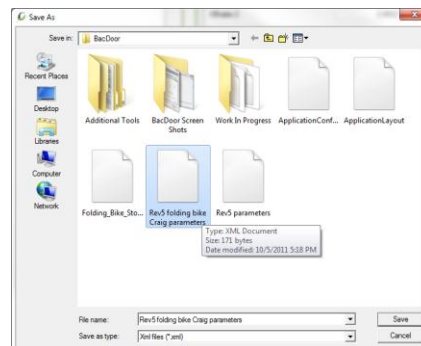 Save As
Save in:
BacDoor
Recent Places
Desktop
Libraries
Computer
Network
Additional Tools
BacDoor Screen
Shots
Work In Progress
ApplicationConf...
ApplicationLayout
Folding_Bike_Sto...
Rev5 folding bike
Craig parameters
Rev5 parameters
Type: XML Document
Size: 171 bytes
Date modified: 10/5/2011 5:18 PM
File name:
Rev5 folding bike Craig parameters
Save
Save as type:
Xml files (*.xml)
Cancel